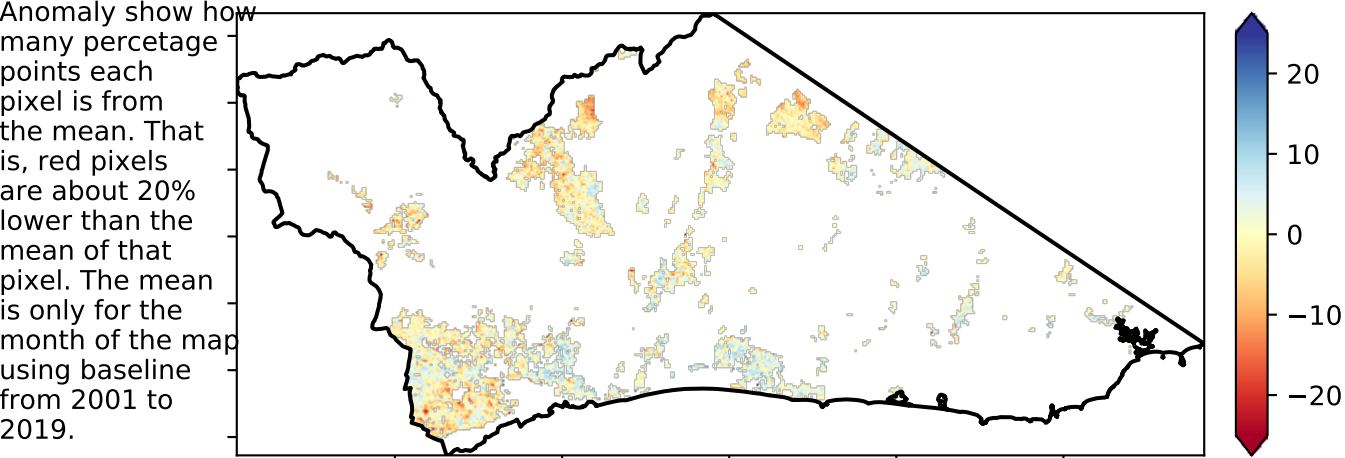 Anomaly show how
many percetage
points each
pixel is from
the mean. That
is, red pixels
are about 20%
lower than the
mean of that
pixel. The mean
is only for the
month of the map
using baseline
from 2001 to
2019.
20
10
0
−10
−20